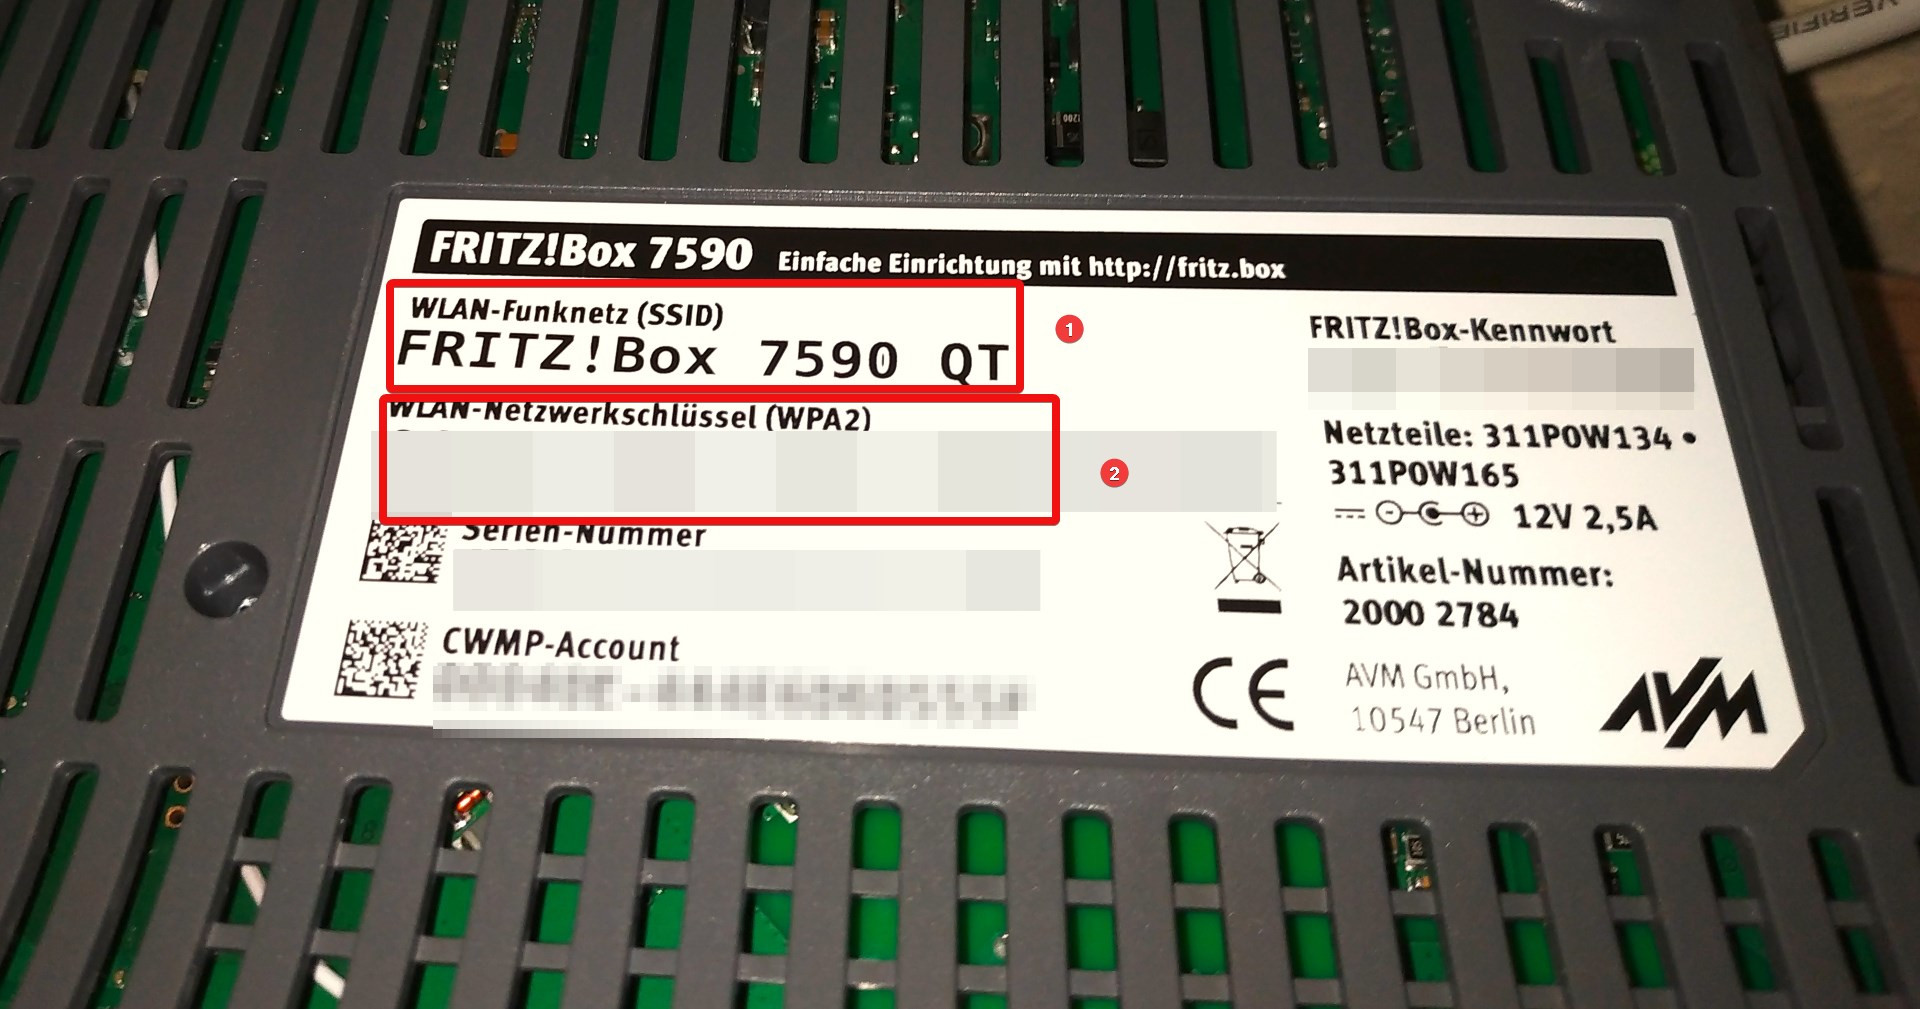 VERIFIE
1200
FRITZ!Box 7590 Einfache Einrichtung mit http://fritz.box
WLAN-Funknetz (SSID)
FRITZ!Box 7590 QT
1
WLAN-Netzwerkschlüssel (WPA2)
2
Serien-Nummer
CWMP-Account
FRITZ!Box-Kennwort
Netzteile: 311P0W134 •
311P0W165
12V 2,5A
Artikel-Nummer:
2000 2784
CE
AVM GmbH,
10547 Berlin
AVM